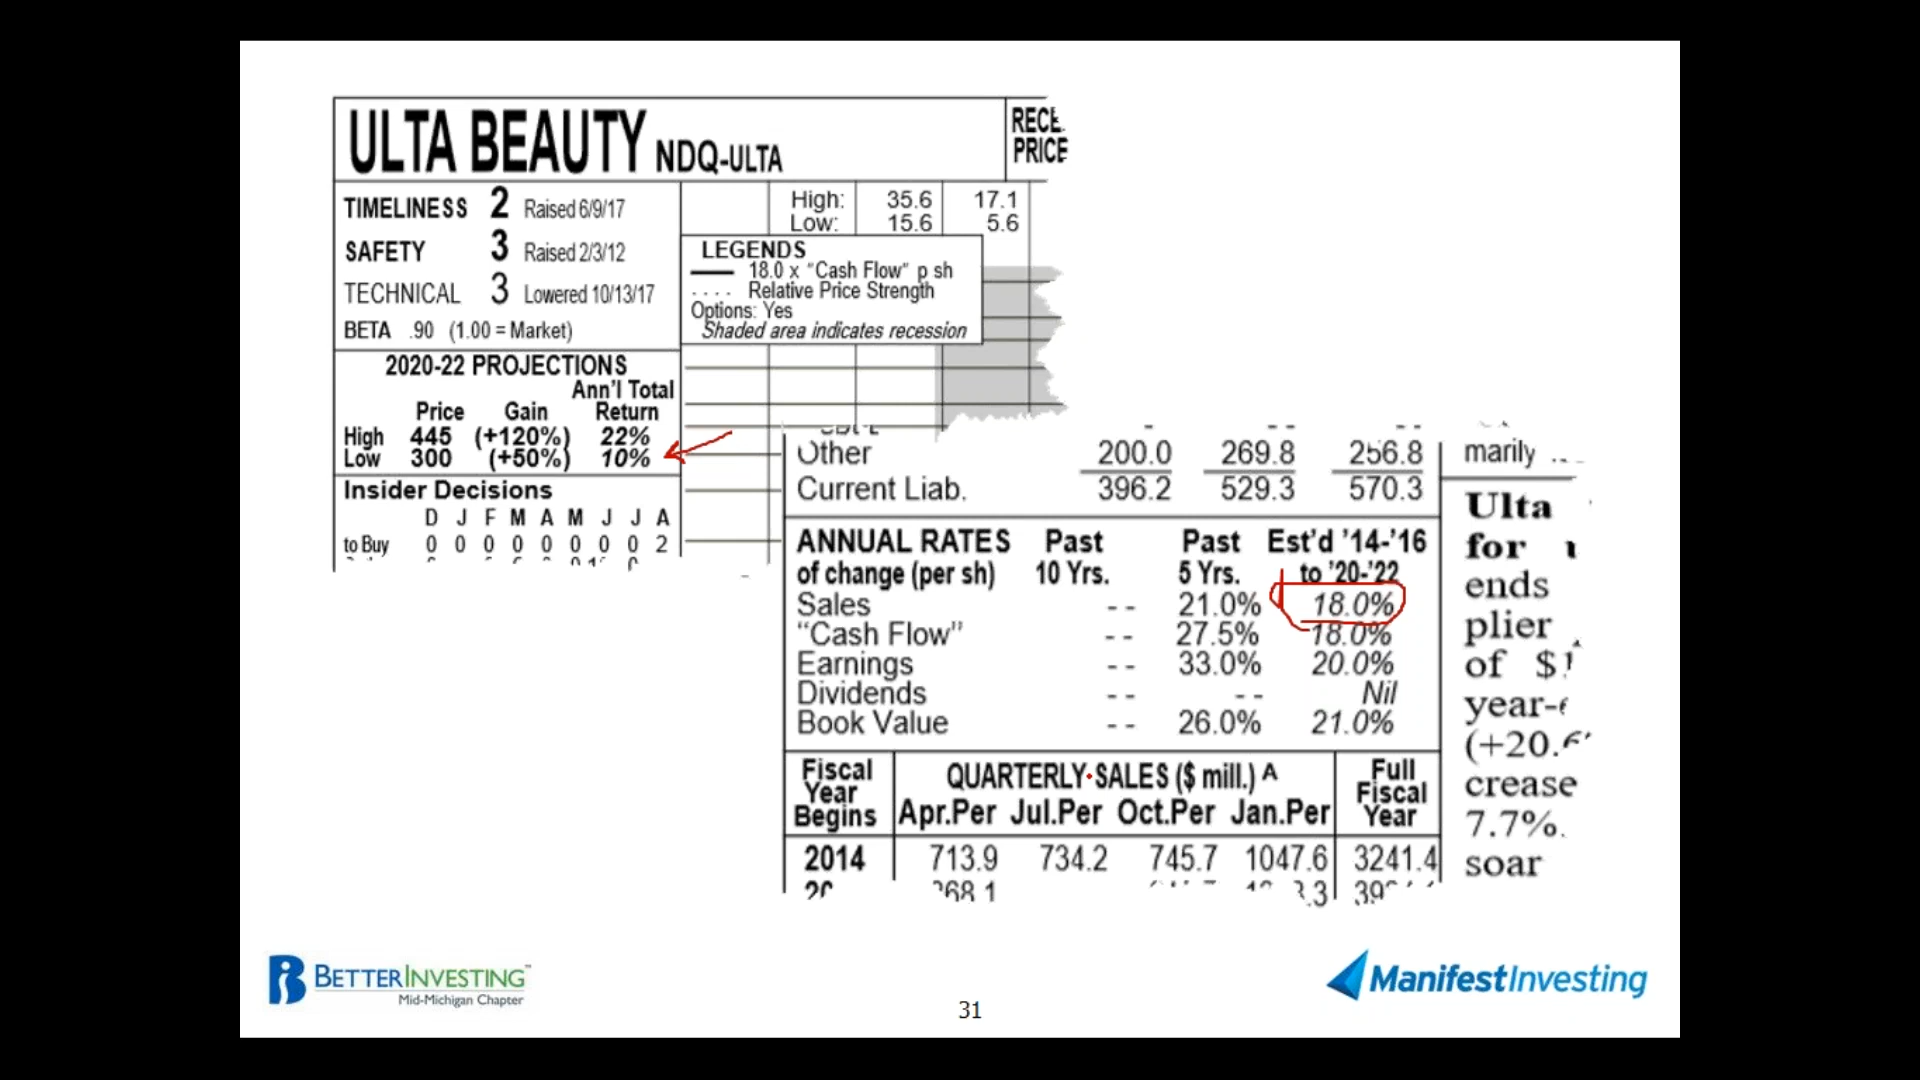 ULTA BEAUTY NDQ-ULTA
PRICE
TIMELINESS 2 Raised 6/9/17
SAFETY 3 Raised 2/3/12
TECHNICAL 3 Lowered 10/13/17
BETA .90 (1.00 = Market)
High: 35.6 17.1
Low: 15.6 5.6
LEGENDS
18.0 x "Cash Flow" p sh
.... Relative Price Strength
Options: Yes
Shaded area indicates recession
2020-22 PROJECTIONS
Ann'l Total
Price Gain Return
High 445 (+120%) 22%
Low 300 (+50%) 10%
Insider Decisions
D J F M A M J J A
to Buy 0 0 0 0 0 0 0 0 2
Other 200.0 269.8 256.8
Current Liab. 396.2 529.3 570.3
ANNUAL RATES Past Past Est'd '14-'16
of change (per sh) 10 Yrs. 5 Yrs. to '20-'22
Sales -- 21.0% 18.0%
"Cash Flow" -- 27.5% 18.0%
Earnings -- 33.0% 20.0%
Dividends -- -- Nil
Book Value -- 26.0% 21.0%
Fiscal Year Begins
QUARTERLY SALES ($ mill.) A
Apr.Per Jul.Per Oct.Per Jan.Per
Full Fiscal Year
2014 713.9 734.2 745.7 1047.6 3241.4
marily
Ulta
for
ends
plier
of
year-
crease
7.7%.
soar
BETTERINVESTING™
Mid-Michigan Chapter
31
ManifestInvesting